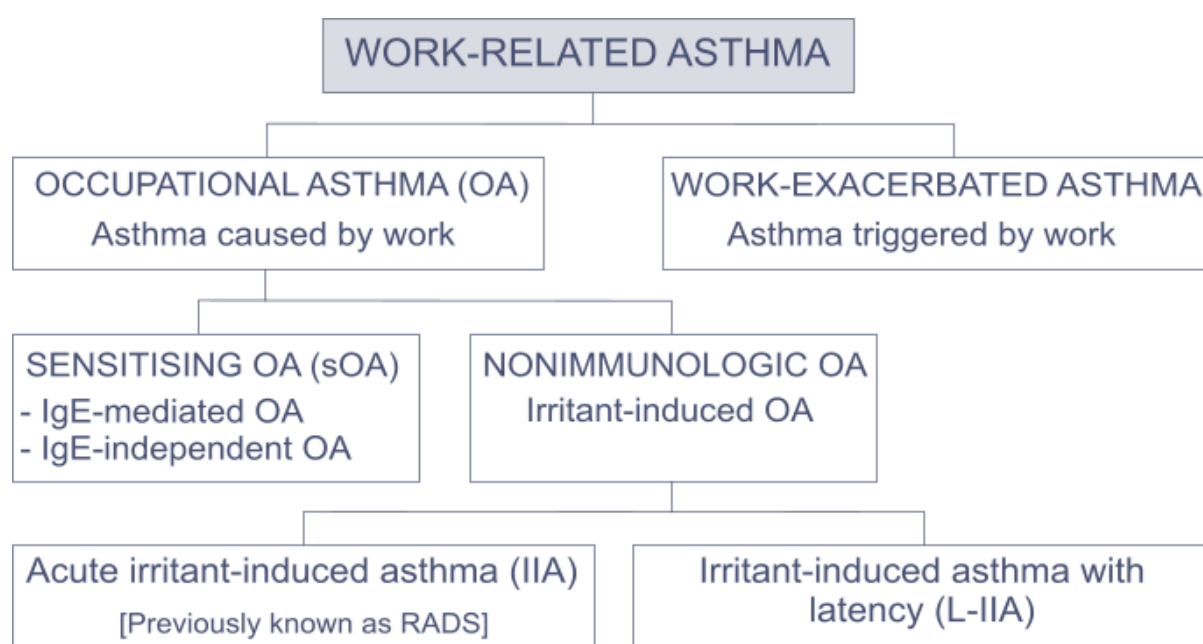 WORK-RELATED ASTHMA
OCCUPATIONAL ASTHMA (OA)
Asthma caused by work
WORK-EXACERBATED ASTHMA
Asthma triggered by work
SENSITISING OA (sOA)
- IgE-mediated OA
- IgE-independent OA
NONIMMUNOLOGIC OA
Irritant-induced OA
Acute irritant-induced asthma (IIA)
[Previously known as RADS]
Irritant-induced asthma with
latency (L-IIA)